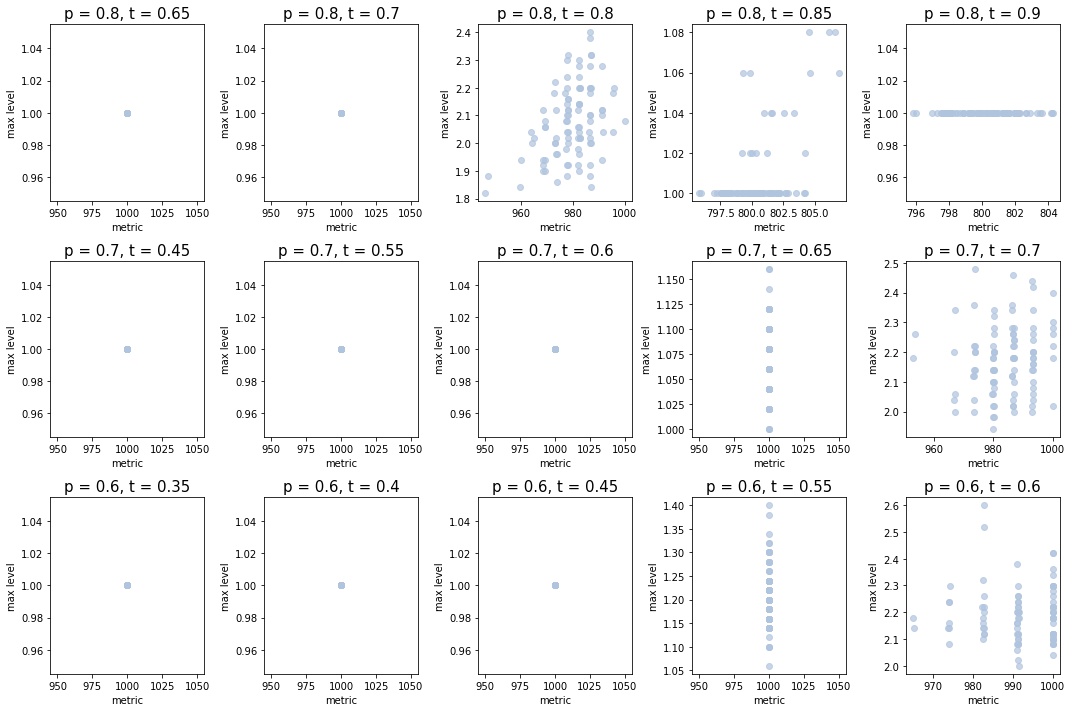 p = 0.8, t = 0.65 p = 0.8, t = 0.7 p = 0.8, t = 0.8 p = 0.8, t = 0.85 p = 0.8, t = 0.9
1.04 1.04 2.4 1.08 1.04
2.3
1.02 1.02 2.2 1.06 1.02
max level max level max level max level max level
1.00 1.00 2.1 1.04 1.00
2.0
0.98 0.98 1.02 0.98
1.9
0.96 0.96 1.8 1.00 0.96
950 975 1000 1025 1050 950 975 1000 1025 1050 960 980 1000 797.5 800.0 802.5 805.0 796 798 800 802 804
metric metric metric metric metric
p = 0.7, t = 0.45 p = 0.7, t = 0.55 p = 0.7, t = 0.6 p = 0.7, t = 0.65 p = 0.7, t = 0.7
1.04 1.04 1.04 1.150 2.5
1.125 2.4
1.02 1.02 1.02 1.100 2.3
max level max level max level max level max level
1.00 1.00 1.00 1.075 2.2
0.98 0.98 0.98 1.050 2.1
1.025 2.0
0.96 0.96 0.96 1.000
950 975 1000 1025 1050 950 975 1000 1025 1050 950 975 1000 1025 1050 950 975 1000 1025 1050 960 980 1000
metric metric metric metric metric
p = 0.6, t = 0.35 p = 0.6, t = 0.4 p = 0.6, t = 0.45 p = 0.6, t = 0.55 p = 0.6, t = 0.6
1.40 2.6
1.04 1.04 1.04 1.35 2.5
1.02 1.02 1.02 1.30 2.4
max level max level max level max level max level
1.25 2.3
1.00 1.00 1.00 1.20 2.2
0.98 0.98 0.98 1.15 2.1
1.10
0.96 0.96 0.96 1.05 2.0
950 975 1000 1025 1050 950 975 1000 1025 1050 950 975 1000 1025 1050 950 975 1000 1025 1050 970 980 990 1000
metric metric metric metric metric